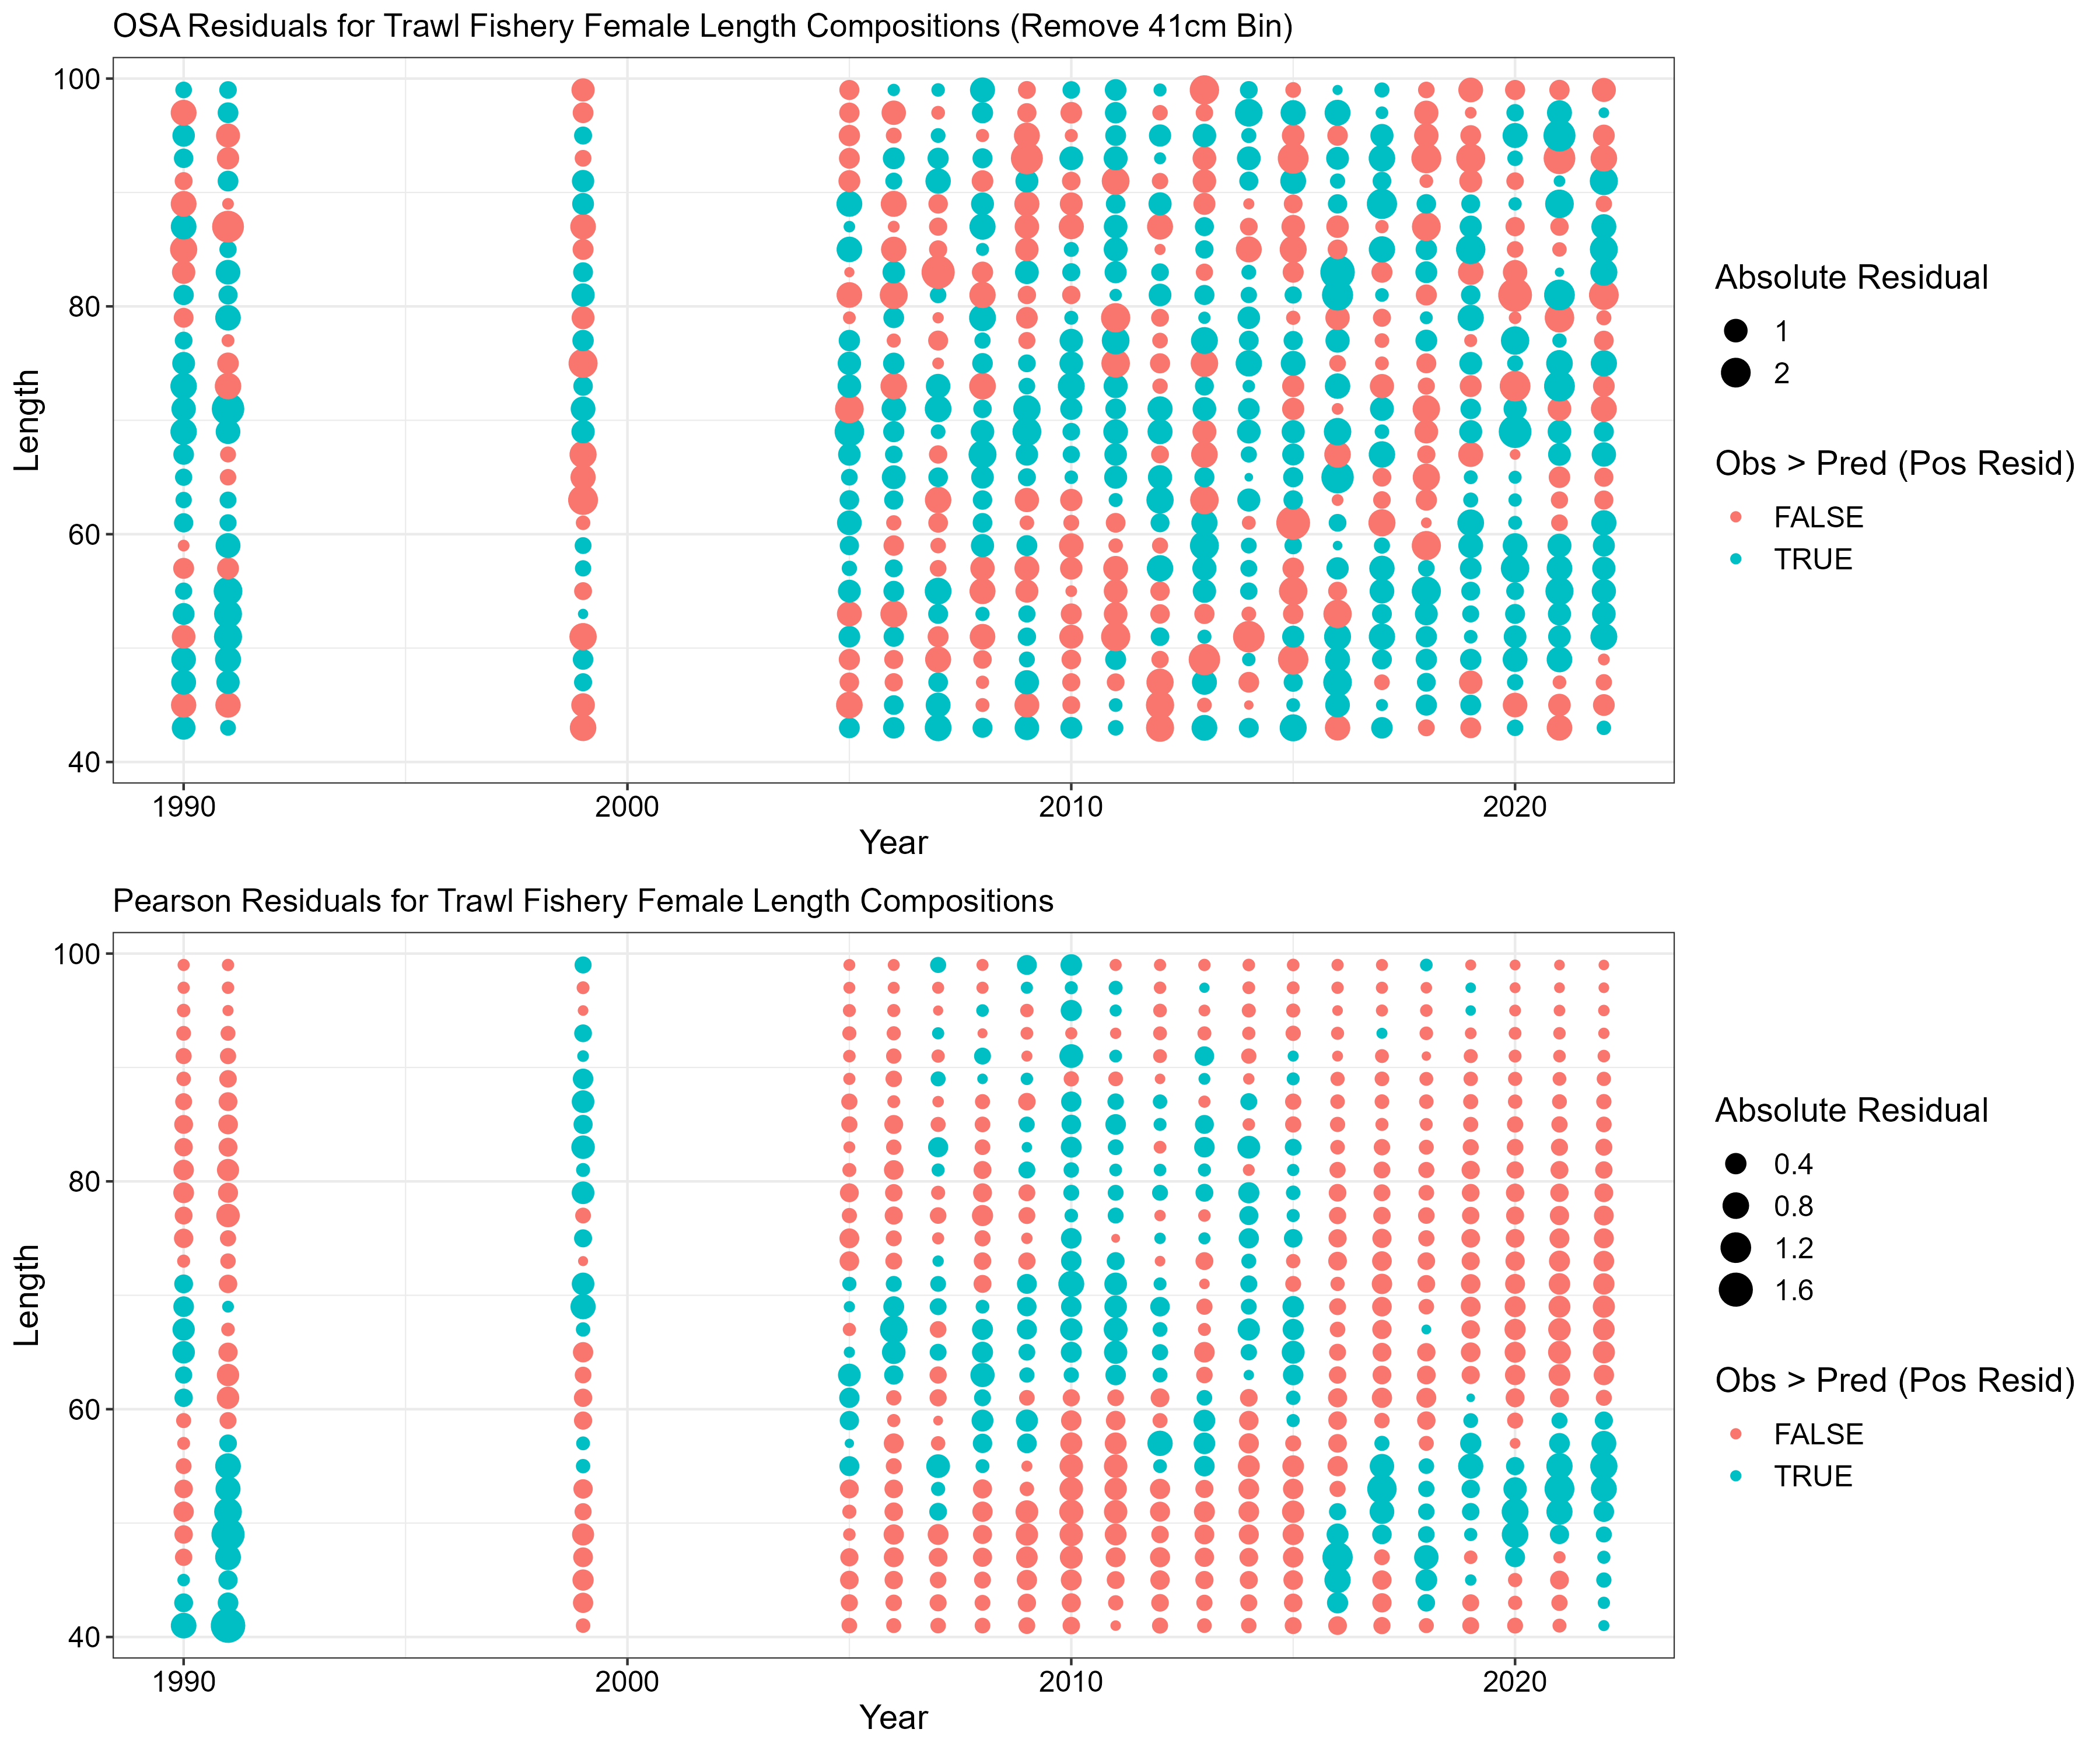 OSA Residuals for Trawl Fishery Female Length Compositions (Remove 41cm Bin)
Length
100
80
60
40
1990
2000
2010
2020
Year
Absolute Residual
1
2
Obs > Pred (Pos Resid)
FALSE
TRUE
Pearson Residuals for Trawl Fishery Female Length Compositions
Length
100
80
60
40
1990
2000
2010
2020
Year
Absolute Residual
0.4
0.8
1.2
1.6
Obs > Pred (Pos Resid)
FALSE
TRUE